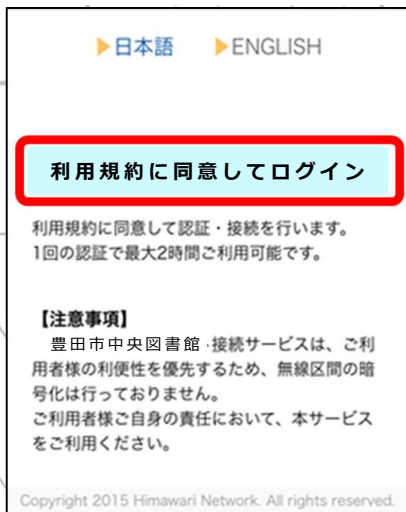 ▶日本語 ▶ENGLISH
利用規約に同意してログイン
利用規約に同意して認証・接続を行います。
1回の認証で最大2時間ご利用可能です。
【注意事項】
豊田市中央図書館・接続サービスは、ご利
用者様の利便性を優先するため、無線区間の暗
号化は行っておりません。
ご利用者様ご自身の責任において、本サービス
をご利用ください。
Copyright 2015 Himawari Network. All rights reserved.